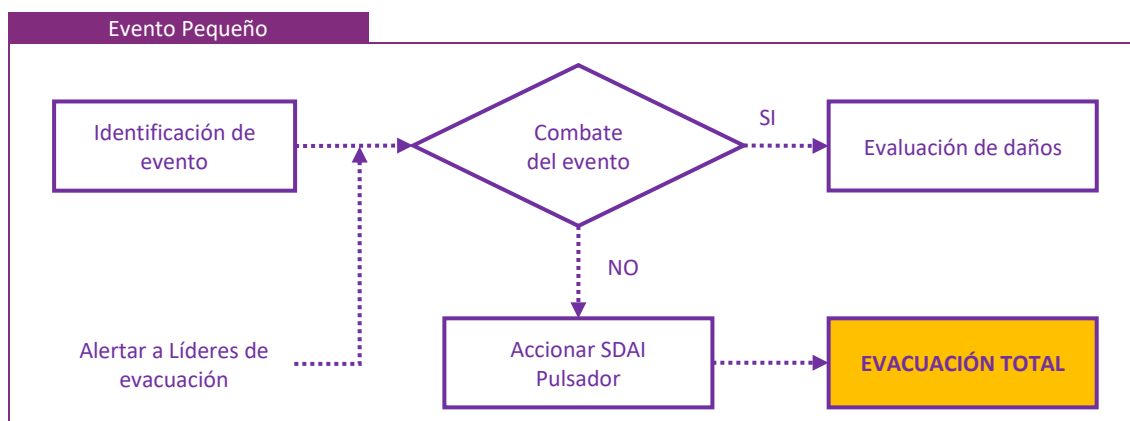 Evento Pequeño
Identificación de
evento
Combate
del evento
SI
Evaluación de daños
NO
Alertar a Líderes de
evacuación
Accionar SDAI
Pulsador
EVACUACIÓN TOTAL